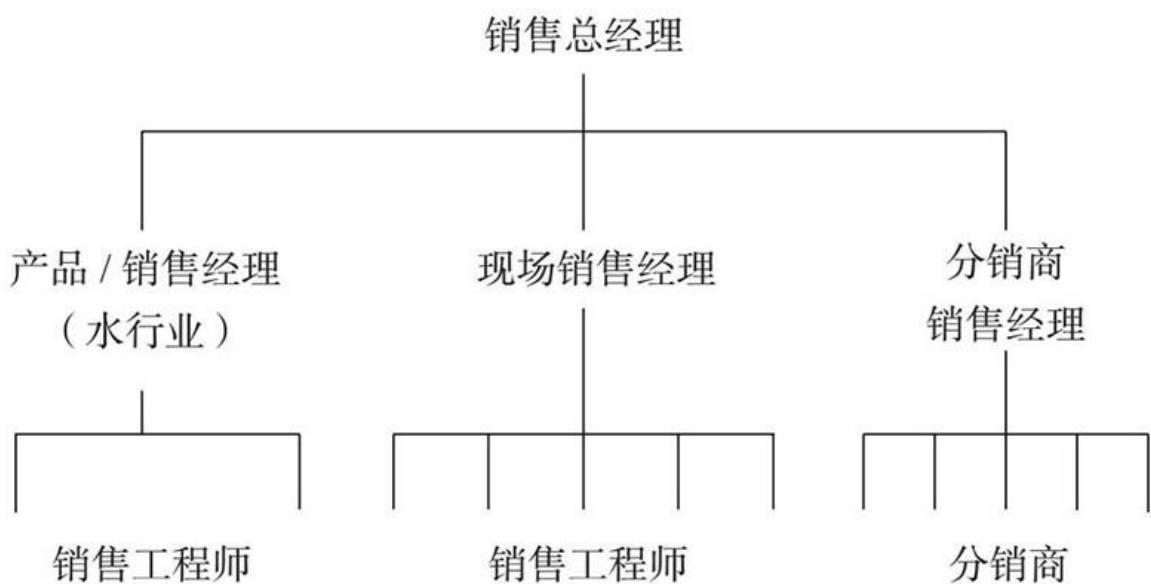 销售总经理
产品 / 销售经理
（水行业）
现场销售经理
分销商
销售经理
销售工程师
销售工程师
分销商